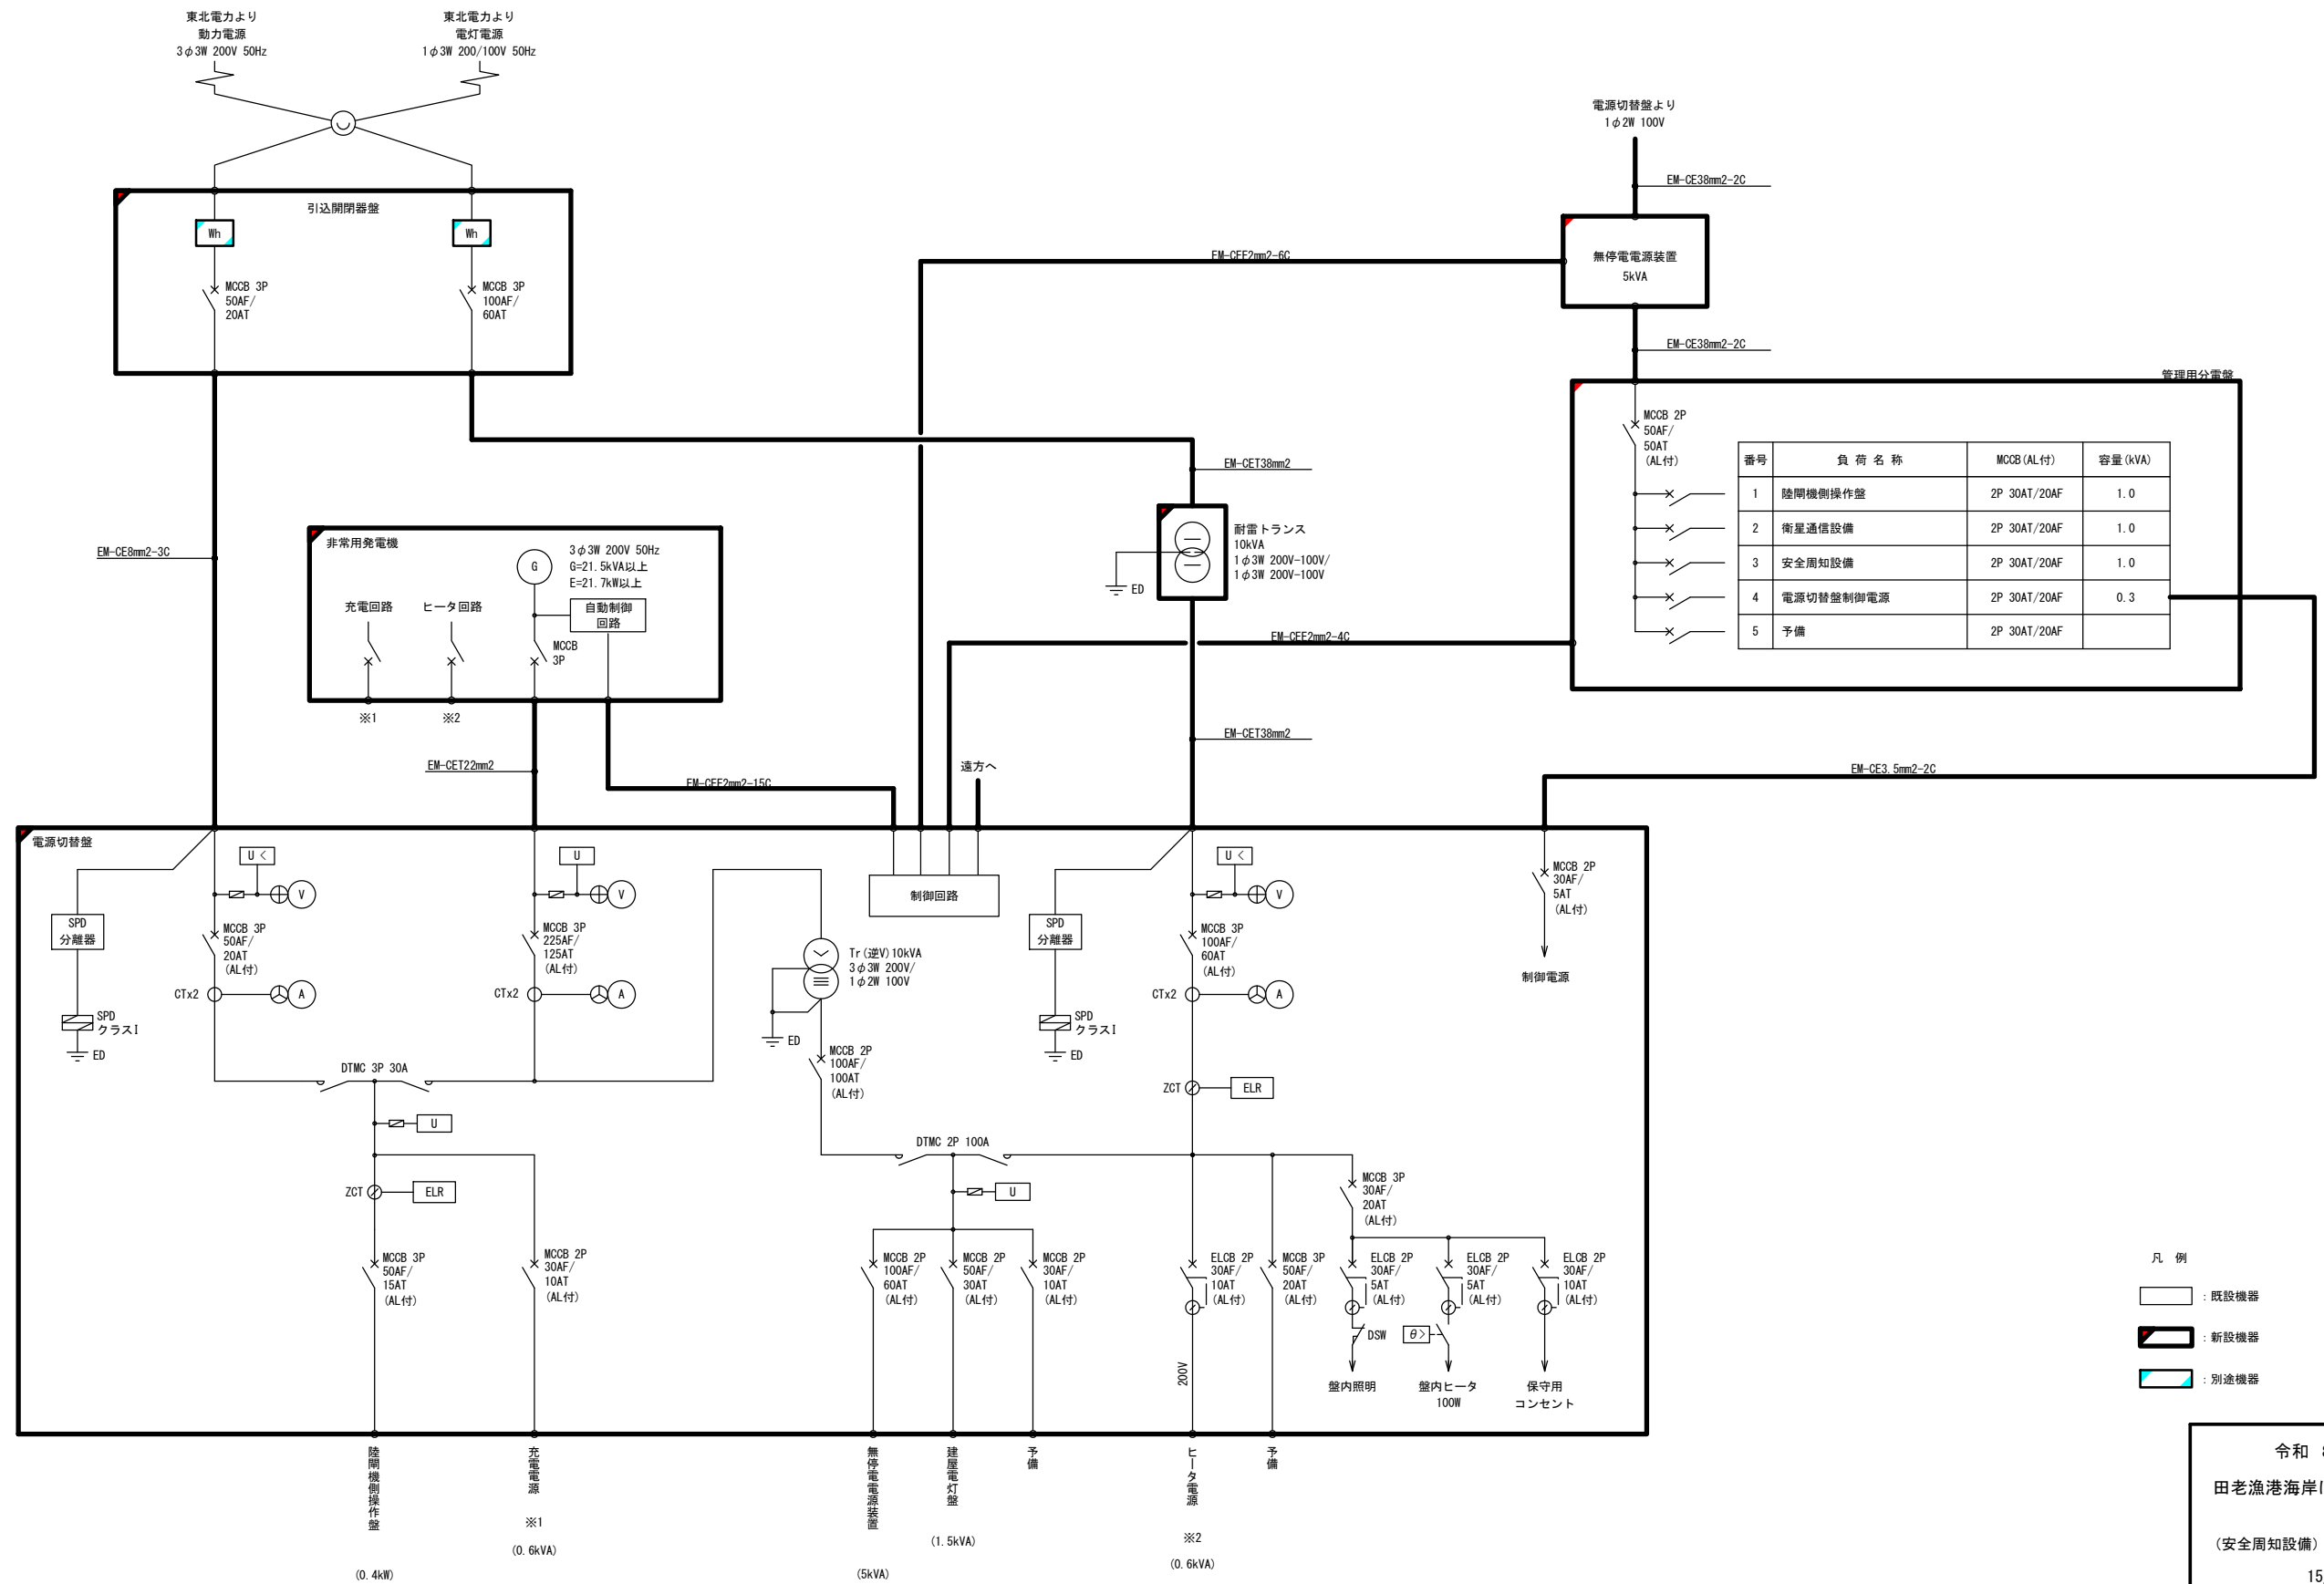 東北電力より
動力電源
3φ3W 200V 50Hz
東北電力より
電灯電源
1φ3W 200/100V 50Hz
引込開閉器盤
Wh
Wh
MCCB 3P
50AF/
20AT
MCCB 3P
100AF/
60AT
電源切替盤より
1φ2W 100V
EM-CE38mm2-2C
無停電電源装置
5kVA
EM-CEE2mm2-6C
EM-CE38mm2-2C
管理用分電盤
MCCB 2P
50AF/
50AT
(AL付)
番号 負 荷 名 称 MCCB(AL付) 容量(kVA)
1 陸閘機側操作盤 2P 30AT/20AF 1.0
2 衛星通信設備 2P 30AT/20AF 1.0
3 安全周知設備 2P 30AT/20AF 1.0
4 電源切替盤制御電源 2P 30AT/20AF 0.3
5 予備 2P 30AT/20AF
EM-CET38mm2
耐雷トランス
10kVA
1φ3W 200V-100V/
1φ3W 200V-100V
ED
EM-CE8mm2-3C
非常用発電機
G
3φ3W 200V 50Hz
G=21.5kVA以上
E=21.7kW以上
自動制御
回路
充電回路
ヒータ回路
MCCB
3P
※1
※2
EM-CET22mm2
EM-CEE2mm2-15C
EM-CEE2mm2-4C
遠方へ
EM-CET38mm2
EM-CE3.5mm2-2C
電源切替盤
U <
V
U
V
制御回路
U <
V
MCCB 2P
30AF/
5AT
(AL付)
制御電源
SPD
分離器
MCCB 3P
50AF/
20AT
(AL付)
MCCB 3P
225AF/
125AT
(AL付)
Tr(逆V)10kVA
3φ3W 200V/
1φ2W 100V
SPD
分離器
MCCB 3P
100AF/
60AT
(AL付)
CTx2
A
CTx2
A
CTx2
A
SPD
クラスI
ED
ED
SPD
クラスI
ED
MCCB 2P
100AF/
100AT
(AL付)
DTMC 3P 30A
U
ZCT
ELR
ZCT
ELR
DTMC 2P 100A
U
MCCB 3P
30AF/
20AT
(AL付)
MCCB 3P
50AF/
15AT
(AL付)
MCCB 2P
30AF/
10AT
(AL付)
MCCB 2P
100AF/
60AT
(AL付)
MCCB 2P
50AF/
30AT
(AL付)
MCCB 2P
30AF/
10AT
(AL付)
ELCB 2P
30AF/
10AT
(AL付)
MCCB 3P
50AF/
20AT
(AL付)
ELCB 2P
30AF/
5AT
(AL付)
ELCB 2P
30AF/
5AT
(AL付)
ELCB 2P
30AF/
10AT
(AL付)
200V
DSW
θ>
盤内照明
盤内ヒータ
100W
保守用
コンセント
陸閘機側操作盤
(0.4kW)
充電電源
※1
(0.6kVA)
無停電電源装置
(5kVA)
建屋電灯盤
(1.5kVA)
予備
ヒータ電源
※2
(0.6kVA)
予備
凡 例
：既設機器
：新設機器
：別途機器
令和
田老漁港海岸
(安全周知設備)
15